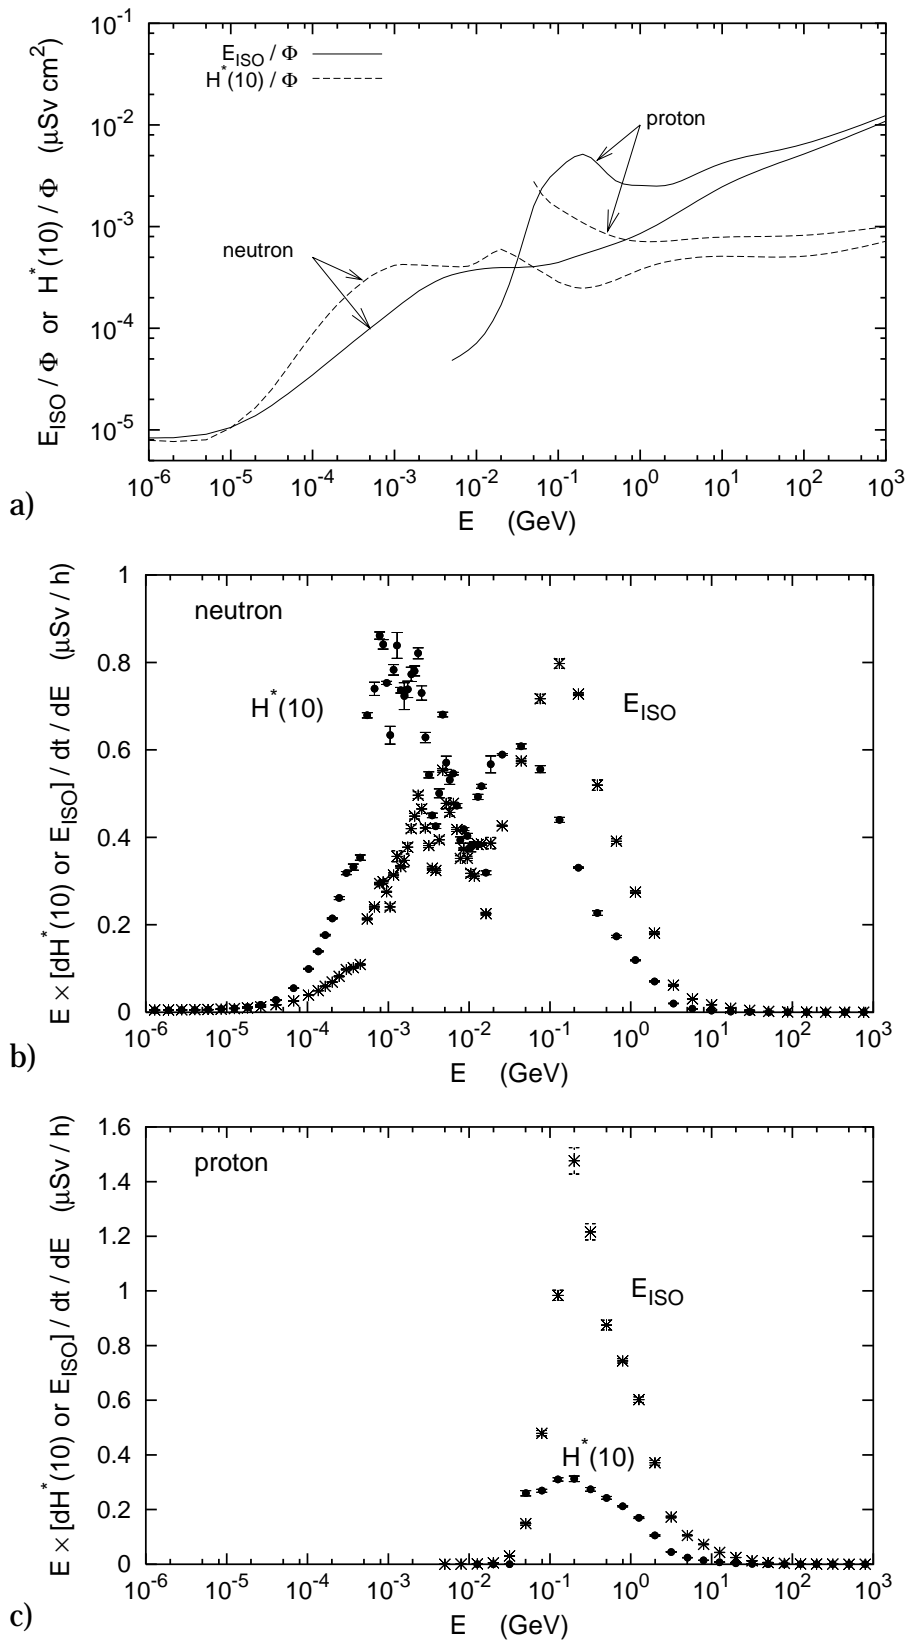 10^-1
10^-2
10^-3
10^-4
10^-5
E_ISO / Φ or H*(10) / Φ (μSv cm^2)
E_ISO / Φ
H*(10) / Φ
proton
neutron
10^-6 10^-5 10^-4 10^-3 10^-2 10^-1 10^0 10^1 10^2 10^3
a)
E (GeV)
1
0.8
0.6
0.4
0.2
0
E × [dH*(10) or E_ISO] / dt / dE (μSv / h)
neutron
H*(10)
E_ISO
10^-6 10^-5 10^-4 10^-3 10^-2 10^-1 10^0 10^1 10^2 10^3
b)
E (GeV)
1.6
1.4
1.2
1
0.8
0.6
0.4
0.2
0
E × [dH*(10) or E_ISO] / dt / dE (μSv / h)
proton
E_ISO
H*(10)
10^-6 10^-5 10^-4 10^-3 10^-2 10^-1 10^0 10^1 10^2 10^3
c)
E (GeV)